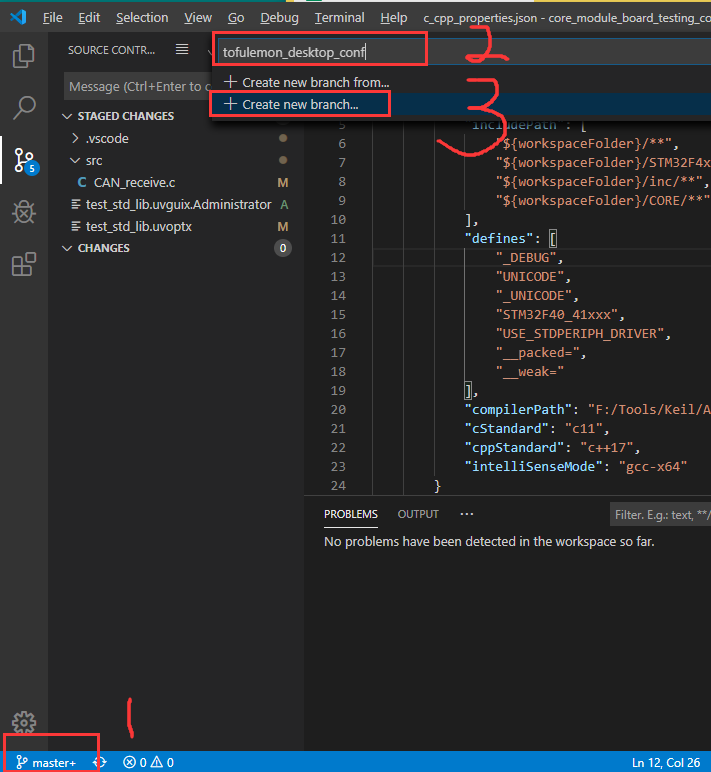 File Edit Selection View Go Debug Terminal Help c_cpp_properties.json - core_module_board_testing_co
SOURCE CONTR...
tofulemon_desktop_conf
2
Message (Ctrl+Enter to c
+ Create new branch from...
+ Create new branch...
3
STAGED CHANGES
.vscode
src
C CAN_receive.c M
test_std_lib.uvguix.Administrator A
test_std_lib.uvoptx M
CHANGES 0
5
5 "includePath": [
6 "${workspaceFolder}/**",
7 "${workspaceFolder}/STM32F4x
8 "${workspaceFolder}/inc/**",
9 "${workspaceFolder}/CORE/**"
10 ],
11 "defines": [
12 "_DEBUG",
13 "UNICODE",
14 "_UNICODE",
15 "STM32F40_41xxx",
16 "USE_STDPERIPH_DRIVER",
17 "__packed=",
18 "__weak="
19 ],
20 "compilerPath": "F:/Tools/Keil/A
21 "cStandard": "c11",
22 "cppStandard": "c++17",
23 "intelliSenseMode": "gcc-x64"
24 }
PROBLEMS OUTPUT ... Filter. E.g.: text, **/
No problems have been detected in the workspace so far.
1
master+ 0 0 Ln 12, Col 26